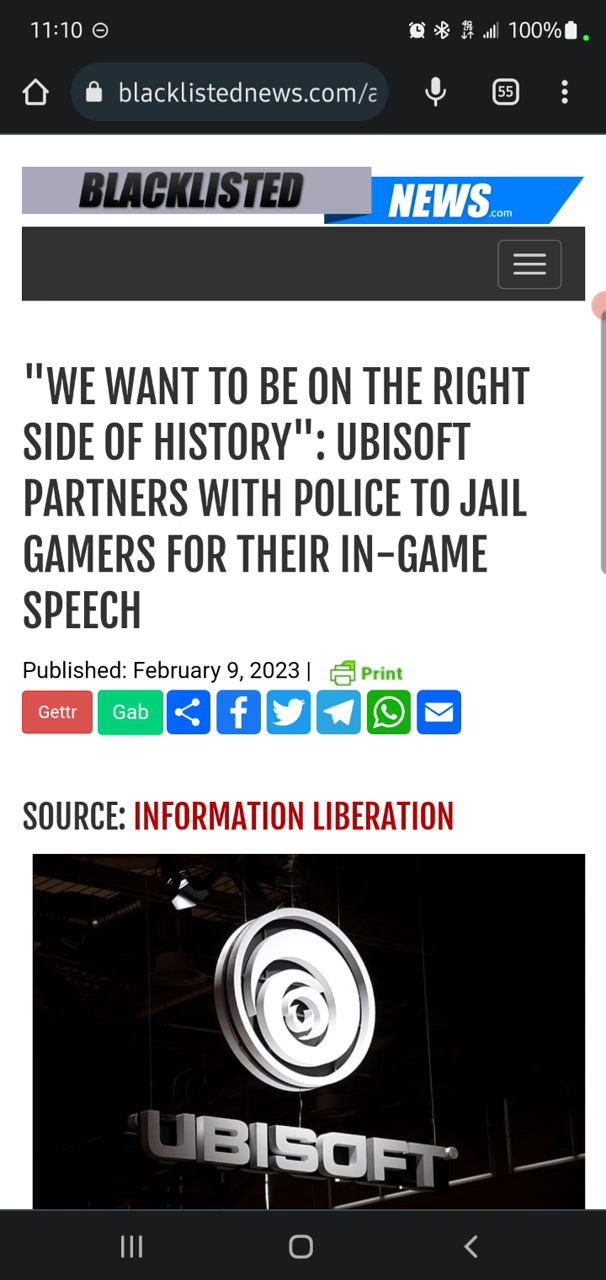 11:10
4G
100%
blacklistednews.com/a
55
BLACKLISTED
NEWS.com
"WE WANT TO BE ON THE RIGHT
SIDE OF HISTORY": UBISOFT
PARTNERS WITH POLICE TO JAIL
GAMERS FOR THEIR IN-GAME
SPEECH
Published: February 9, 2023 | Print
Gettr Gab
SOURCE: INFORMATION LIBERATION
UBISOFT